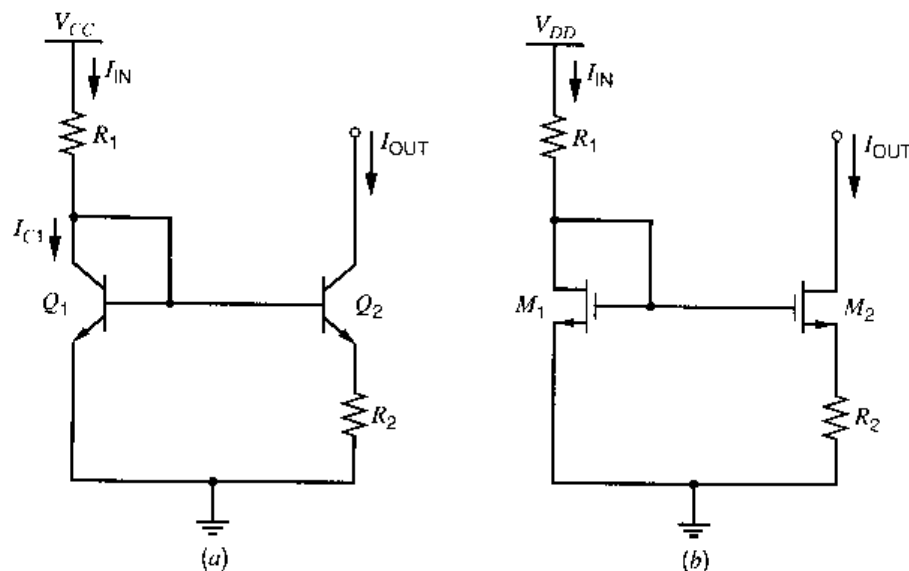 V_CC
I_IN
R_1
I_OUT
I_C1
Q_1
Q_2
R_2
(a)
V_DD
I_IN
R_1
I_OUT
M_1
M_2
R_2
(b)